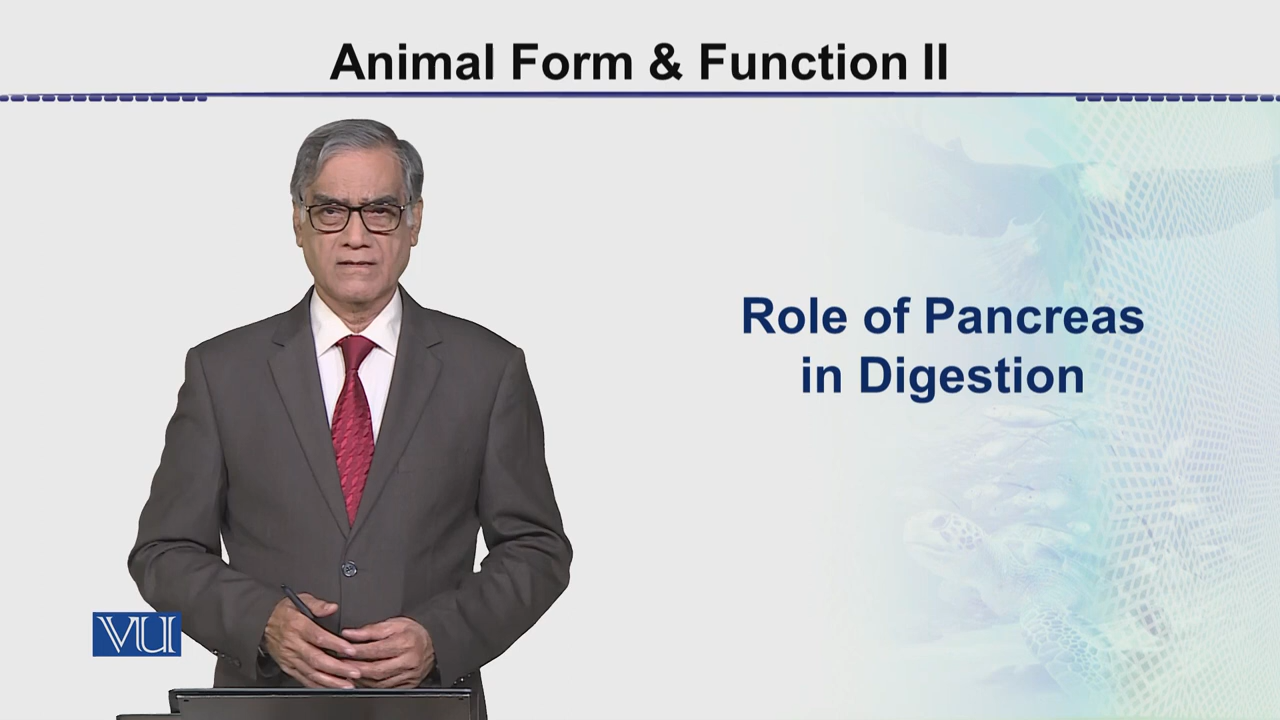 Animal Form & Function II
Role of Pancreas
in Digestion
VU